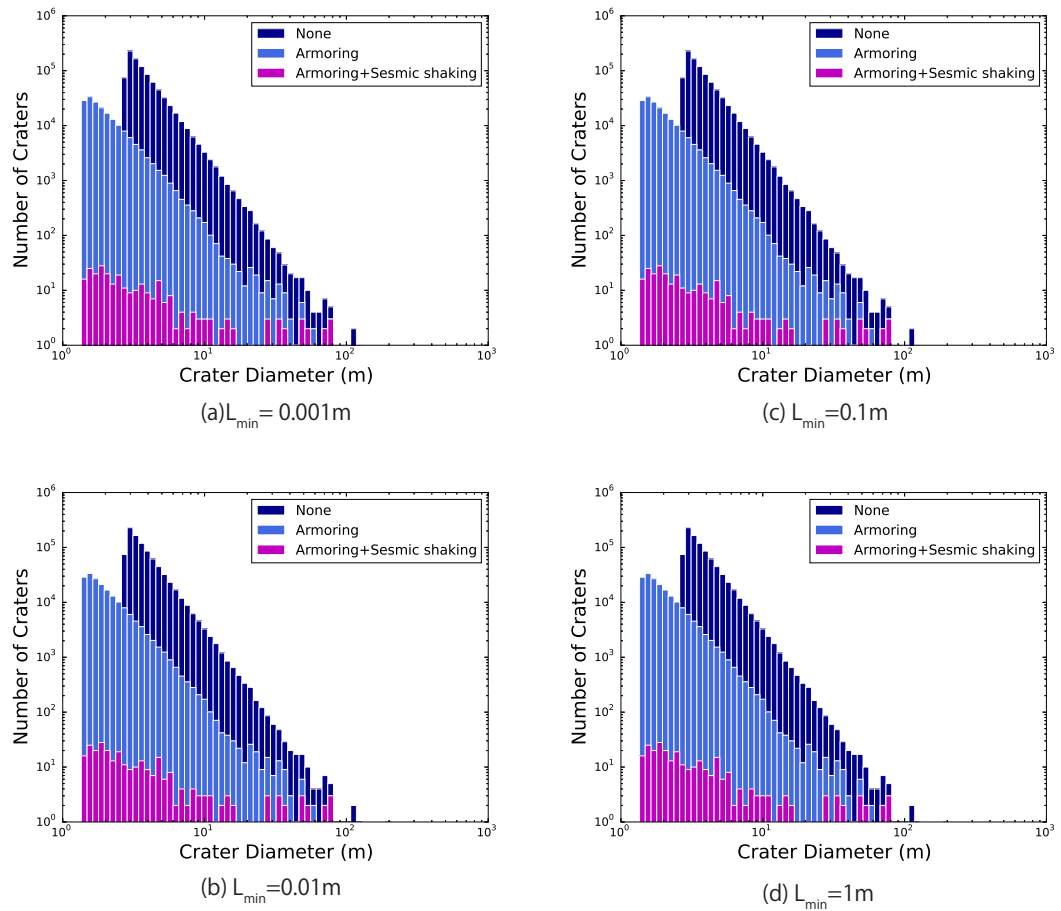 None
Armoring
Armoring+Sesmic shaking
Number of Craters
10^6
10^5
10^4
10^3
10^2
10^1
10^0
10^0 10^1 10^2 10^3
Crater Diameter (m)
(a)L_min= 0.001m
None
Armoring
Armoring+Sesmic shaking
Number of Craters
10^6
10^5
10^4
10^3
10^2
10^1
10^0
10^0 10^1 10^2 10^3
Crater Diameter (m)
(c) L_min=0.1m
None
Armoring
Armoring+Sesmic shaking
Number of Craters
10^6
10^5
10^4
10^3
10^2
10^1
10^0
10^0 10^1 10^2 10^3
Crater Diameter (m)
(b) L_min=0.01m
None
Armoring
Armoring+Sesmic shaking
Number of Craters
10^6
10^5
10^4
10^3
10^2
10^1
10^0
10^0 10^1 10^2 10^3
Crater Diameter (m)
(d) L_min=1m